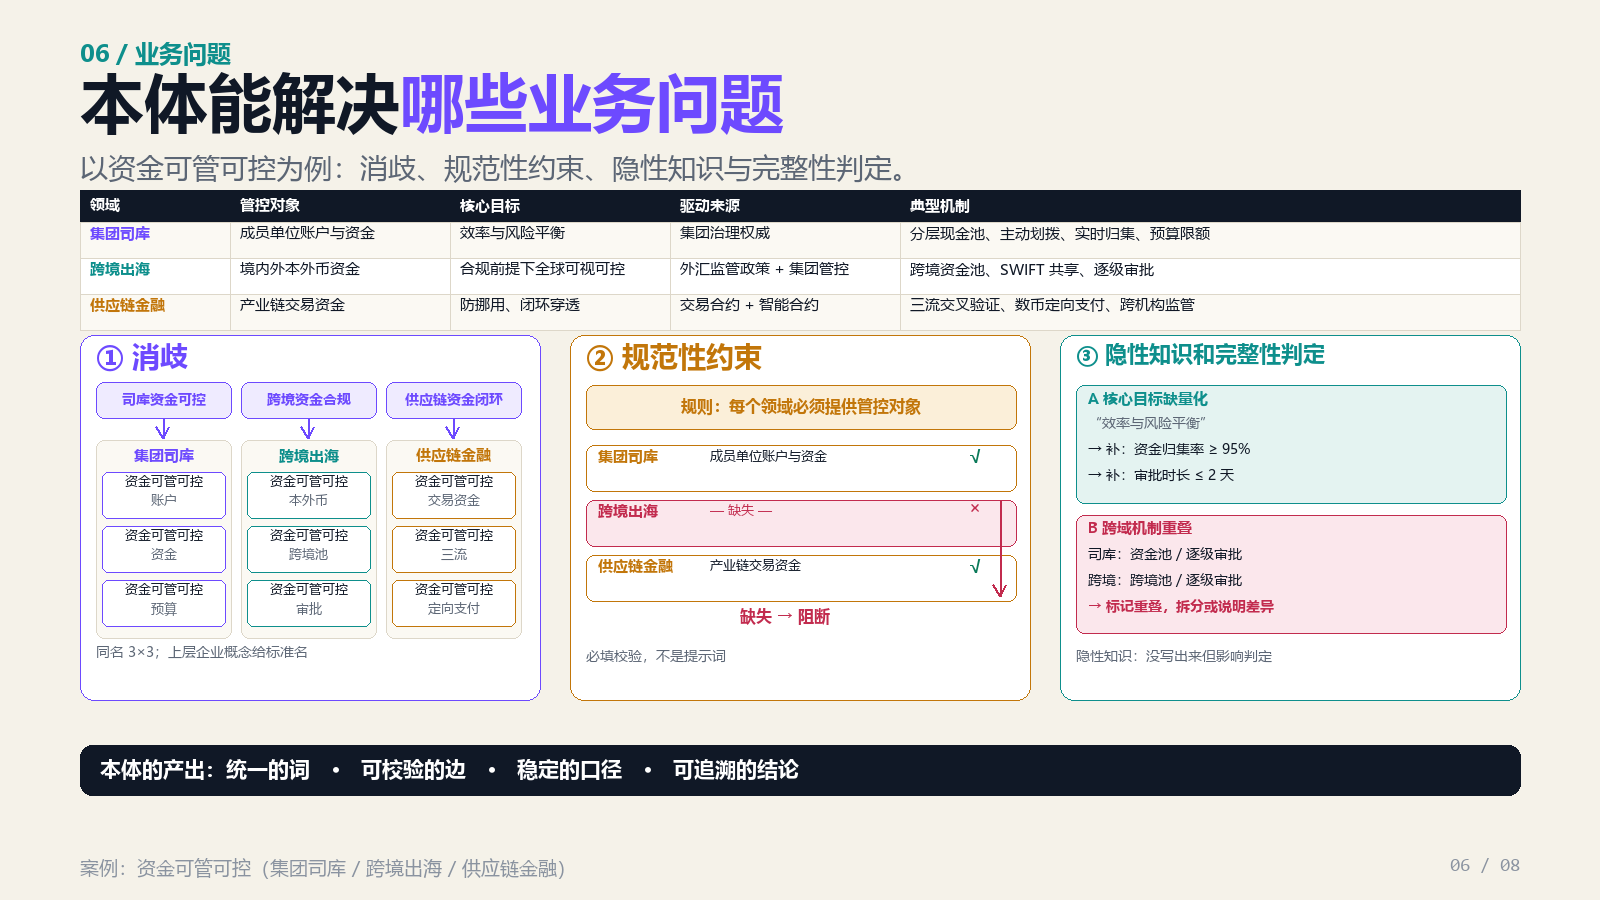 06 / 业务问题
本体能解决哪些业务问题
以资金可管可控为例：消歧、规范性约束、隐性知识与完整性判定。
领域 管控对象 核心目标 驱动来源 典型机制
集团司库 成员单位账户与资金 效率与风险平衡 集团治理权威 分层现金池、主动划拨、实时归集、预算限额
跨境出海 境内外本外币资金 合规前提下全球可视可控 外汇监管政策 + 集团管控 跨境资金池、SWIFT 共享、逐级审批
供应链金融 产业链交易资金 防挪用、闭环穿透 交易合约 + 智能合约 三流交叉验证、数币定向支付、跨机构监管
① 消歧
司库资金可控 跨境资金合规 供应链资金闭环
集团司库 跨境出海 供应链金融
资金可管可控 资金可管可控 资金可管可控
账户 本外币 交易资金
资金可管可控 资金可管可控 资金可管可控
资金 跨境池 三流
资金可管可控 资金可管可控 资金可管可控
预算 审批 定向支付
同名 3×3；上层企业概念给标准名
② 规范性约束
规则：每个领域必须提供管控对象
集团司库 成员单位账户与资金 √
跨境出海 — 缺失 — ×
供应链金融 产业链交易资金 √
缺失 → 阻断
必填校验，不是提示词
③ 隐性知识和完整性判定
A 核心目标缺量化
“效率与风险平衡”
→ 补：资金归集率 ≥ 95%
→ 补：审批时长 ≤ 2 天
B 跨域机制重叠
司库：资金池 / 逐级审批
跨境：跨境池 / 逐级审批
→ 标记重叠，拆分或说明差异
隐性知识：没写出来但影响判定
本体的产出：统一的词 • 可校验的边 • 稳定的口径 • 可追溯的结论
案例：资金可管可控（集团司库 / 跨境出海 / 供应链金融）
06 / 08